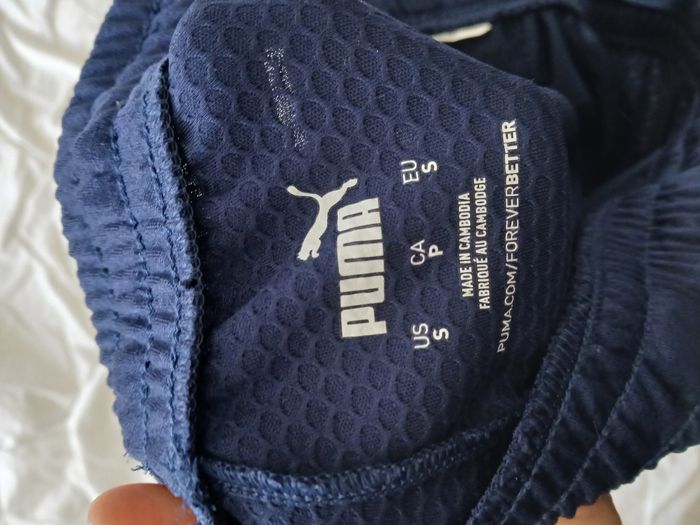 PUMA
US CA EU
S P S
MADE IN CAMBODIA
FABRIQUÉ AU CAMBODGE
PUMA.COM/FOREVERBETTER